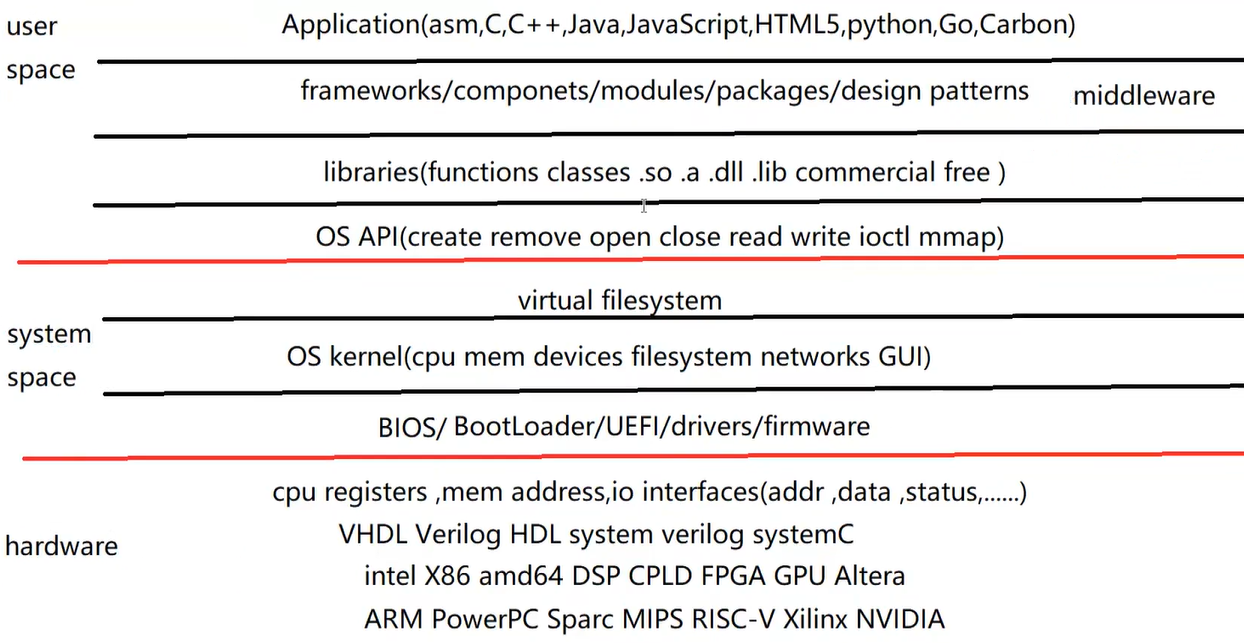 user
Application(asm,C,C++,Java,JavaScript,HTML5,python,Go,Carbon)
space
frameworks/componets/modules/packages/design patterns
middleware
libraries(functions classes .so .a .dll .lib commercial free )
OS API(create remove open close read write ioctl mmap)
virtual filesystem
system
OS kernel(cpu mem devices filesystem networks GUI)
space
BIOS/ BootLoader/UEFI/drivers/firmware
cpu registers ,mem address,io interfaces(addr ,data ,status,......)
VHDL Verilog HDL system verilog systemC
hardware
intel X86 amd64 DSP CPLD FPGA GPU Altera
ARM PowerPC Sparc MIPS RISC-V Xilinx NVIDIA